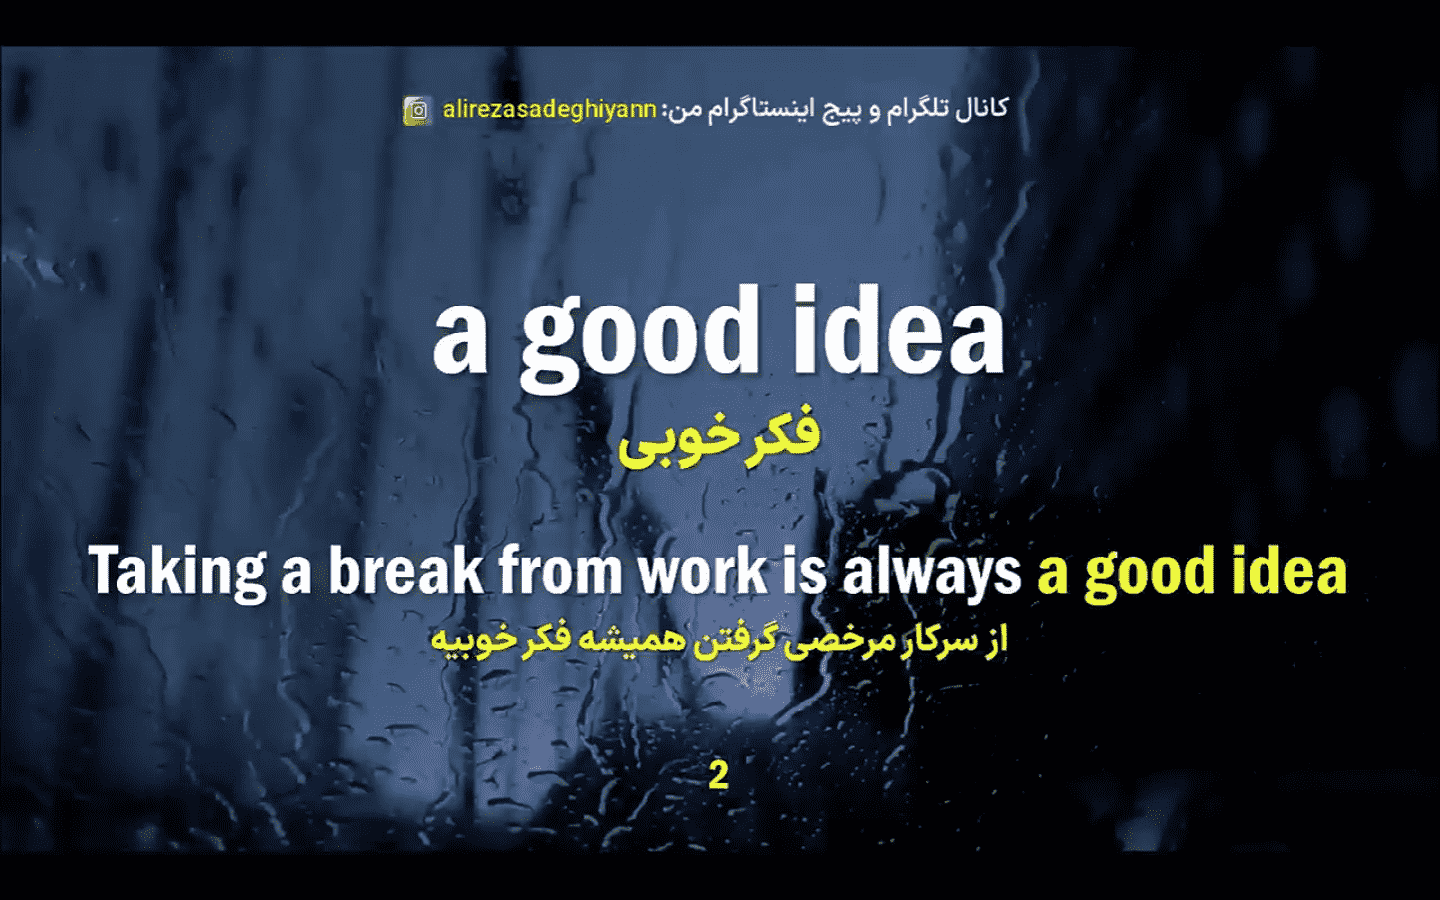 کانال تلگرام و پیج اینستاگرام من: alirezasadeghiyann
a good idea
فکر خوبی
Taking a break from work is always a good idea
از سرکار مرخصی گرفتن همیشه فکر خوبیه
2